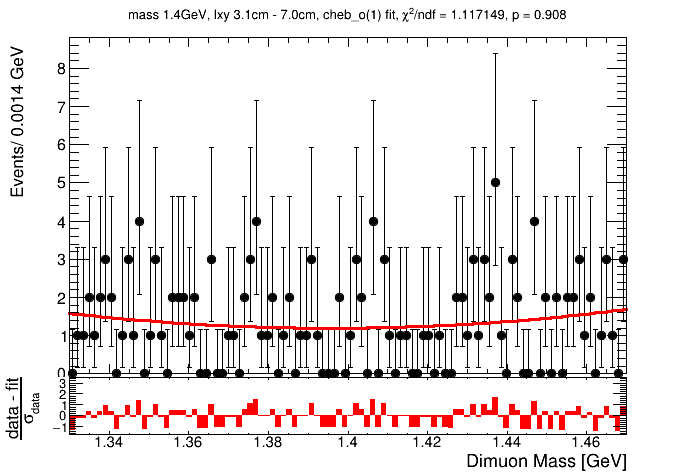 mass 1.4GeV, lxy 3.1cm - 7.0cm, cheb_o(1) fit, χ²/ndf = 1.117149, p = 0.908
Events/ 0.0014 GeV
8
7
6
5
4
3
2
1
0
data - fit
σdata
3
2
1
0
−1
1.34 1.36 1.38 1.4 1.42 1.44 1.46
Dimuon Mass [GeV]